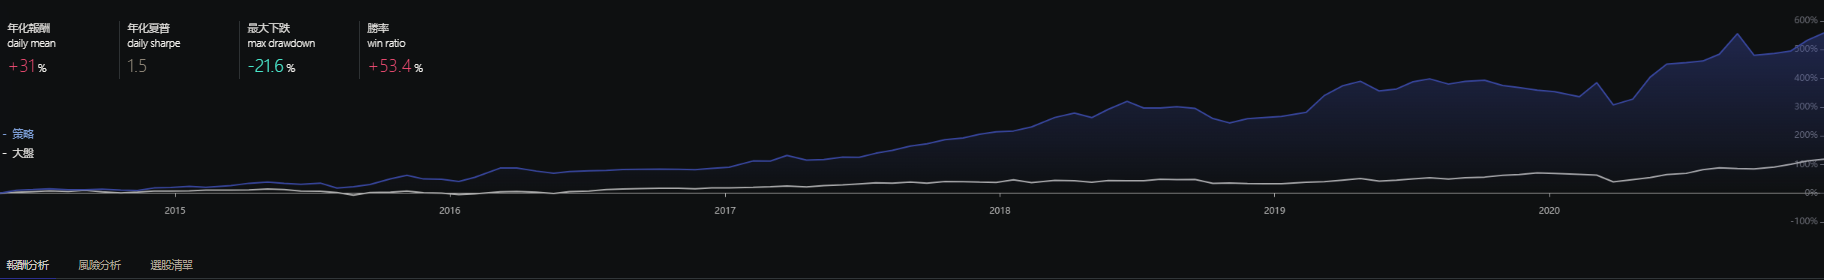 年化報酬
daily mean
+31 %
年化夏普
daily sharpe
1.5
最大下跌
max drawdown
-21.6 %
勝率
win ratio
+53.4 %
- 策略
- 大盤
600%
500%
400%
300%
200%
100%
0%
-100%
2015
2016
2017
2018
2019
2020
報酬分析
風險分析
選股清單